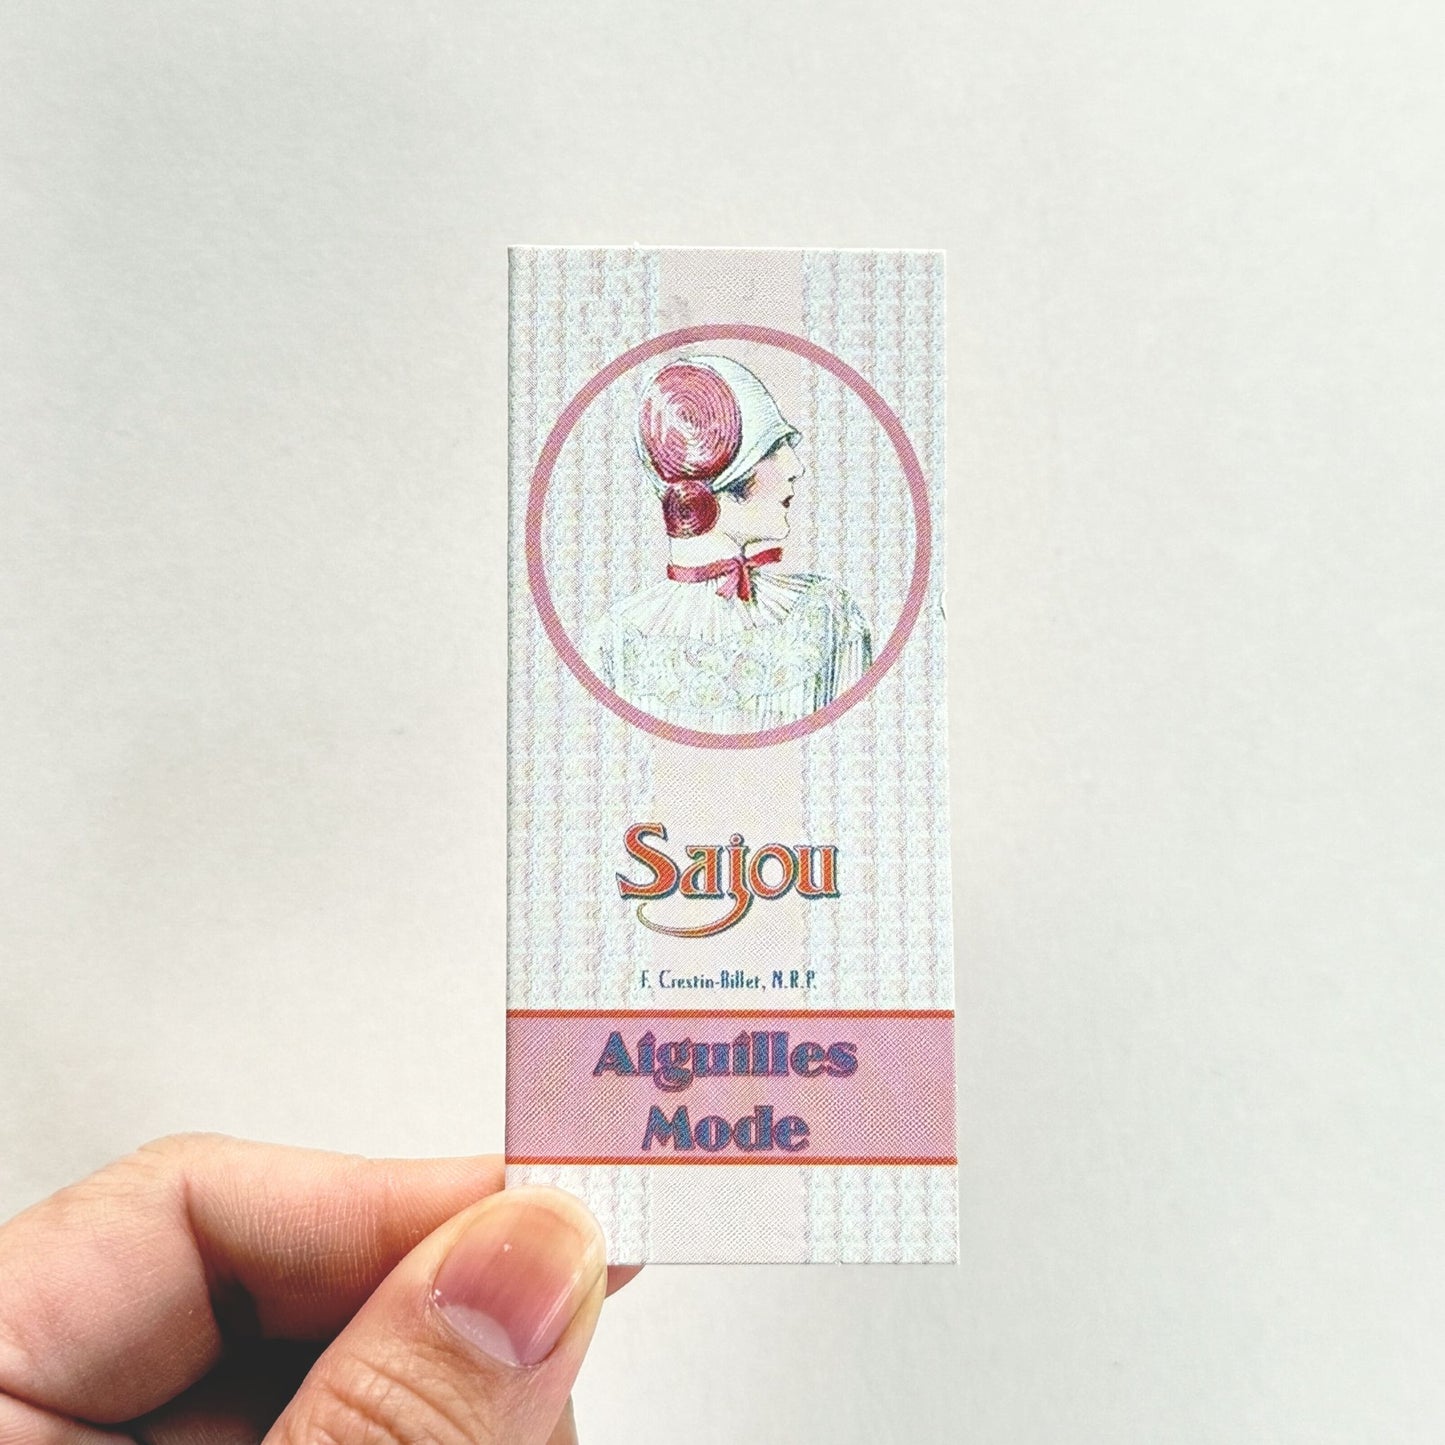 Sajou
F. Crestin-Billet, N.R.P.
Aiguilles
Mode